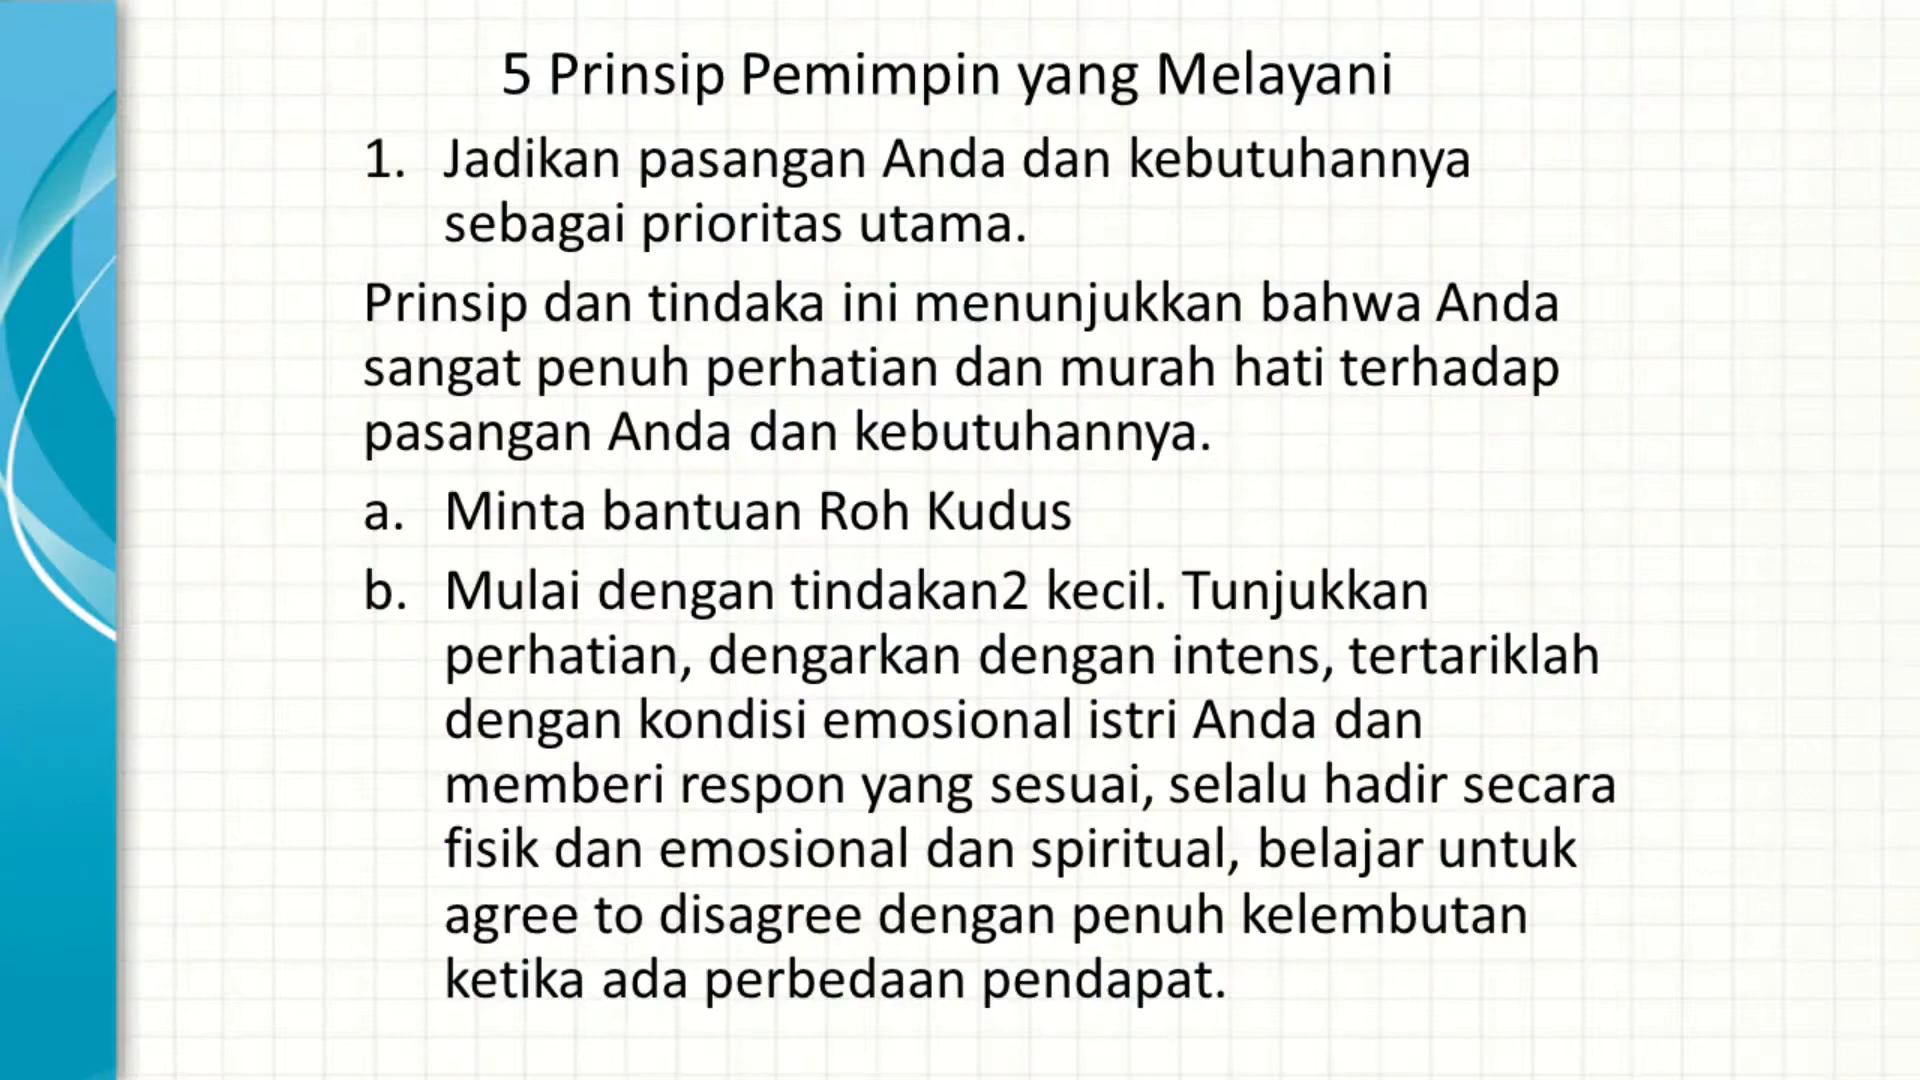 5 Prinsip Pemimpin yang Melayani
1. Jadikan pasangan Anda dan kebutuhannya
sebagai prioritas utama.
Prinsip dan tindaka ini menunjukkan bahwa Anda
sangat penuh perhatian dan murah hati terhadap
pasangan Anda dan kebutuhannya.
a. Minta bantuan Roh Kudus
b. Mulai dengan tindakan2 kecil. Tunjukkan
perhatian, dengarkan dengan intens, tertariklah
dengan kondisi emosional istri Anda dan
memberi respon yang sesuai, selalu hadir secara
fisik dan emosional dan spiritual, belajar untuk
agree to disagree dengan penuh kelembutan
ketika ada perbedaan pendapat.